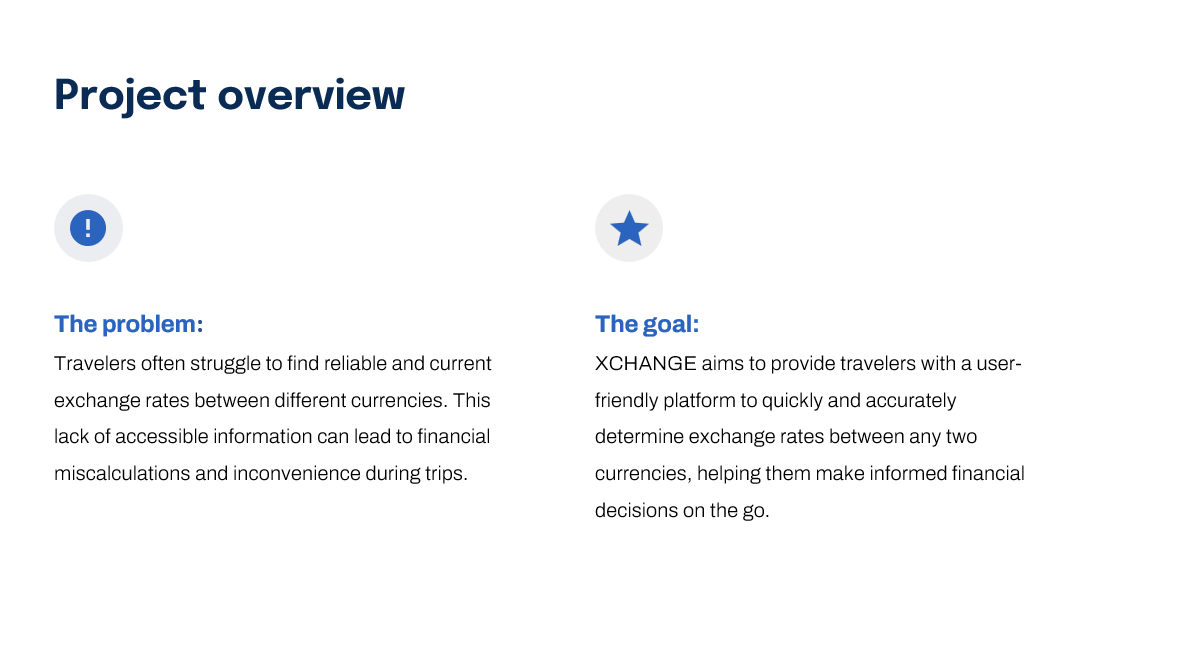 Project overview
The problem:
Travelers often struggle to find reliable and current
exchange rates between different currencies. This
lack of accessible information can lead to financial
miscalculations and inconvenience during trips.
The goal:
XCHANGE aims to provide travelers with a user-
friendly platform to quickly and accurately
determine exchange rates between any two
currencies, helping them make informed financial
decisions on the go.